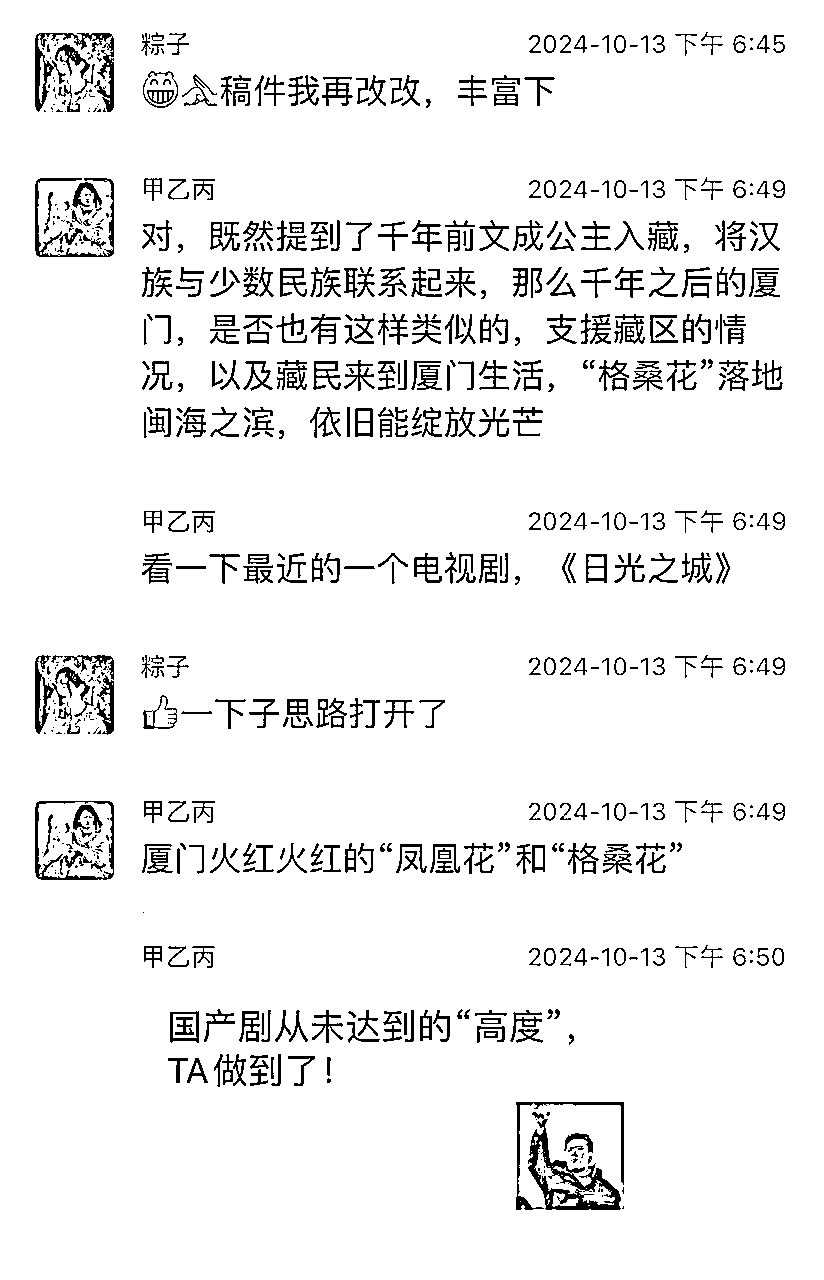 粽子 2024-10-13 下午 6:45
😁🙏稿件我再改改，丰富下
甲乙丙 2024-10-13 下午 6:49
对，既然提到了千年前文成公主入藏，将汉
族与少数民族联系起来，那么千年之后的厦
门，是否也有这样类似的，支援藏区的情
况，以及藏民来到厦门生活，“格桑花”落地
闽海之滨，依旧能绽放光芒
甲乙丙 2024-10-13 下午 6:49
看一下最近的一个电视剧，《日光之城》
粽子 2024-10-13 下午 6:49
👍一下子思路打开了
甲乙丙 2024-10-13 下午 6:49
厦门火红火红的“凤凰花”和“格桑花”
甲乙丙 2024-10-13 下午 6:50
国产剧从未达到的“高度”，
TA做到了！